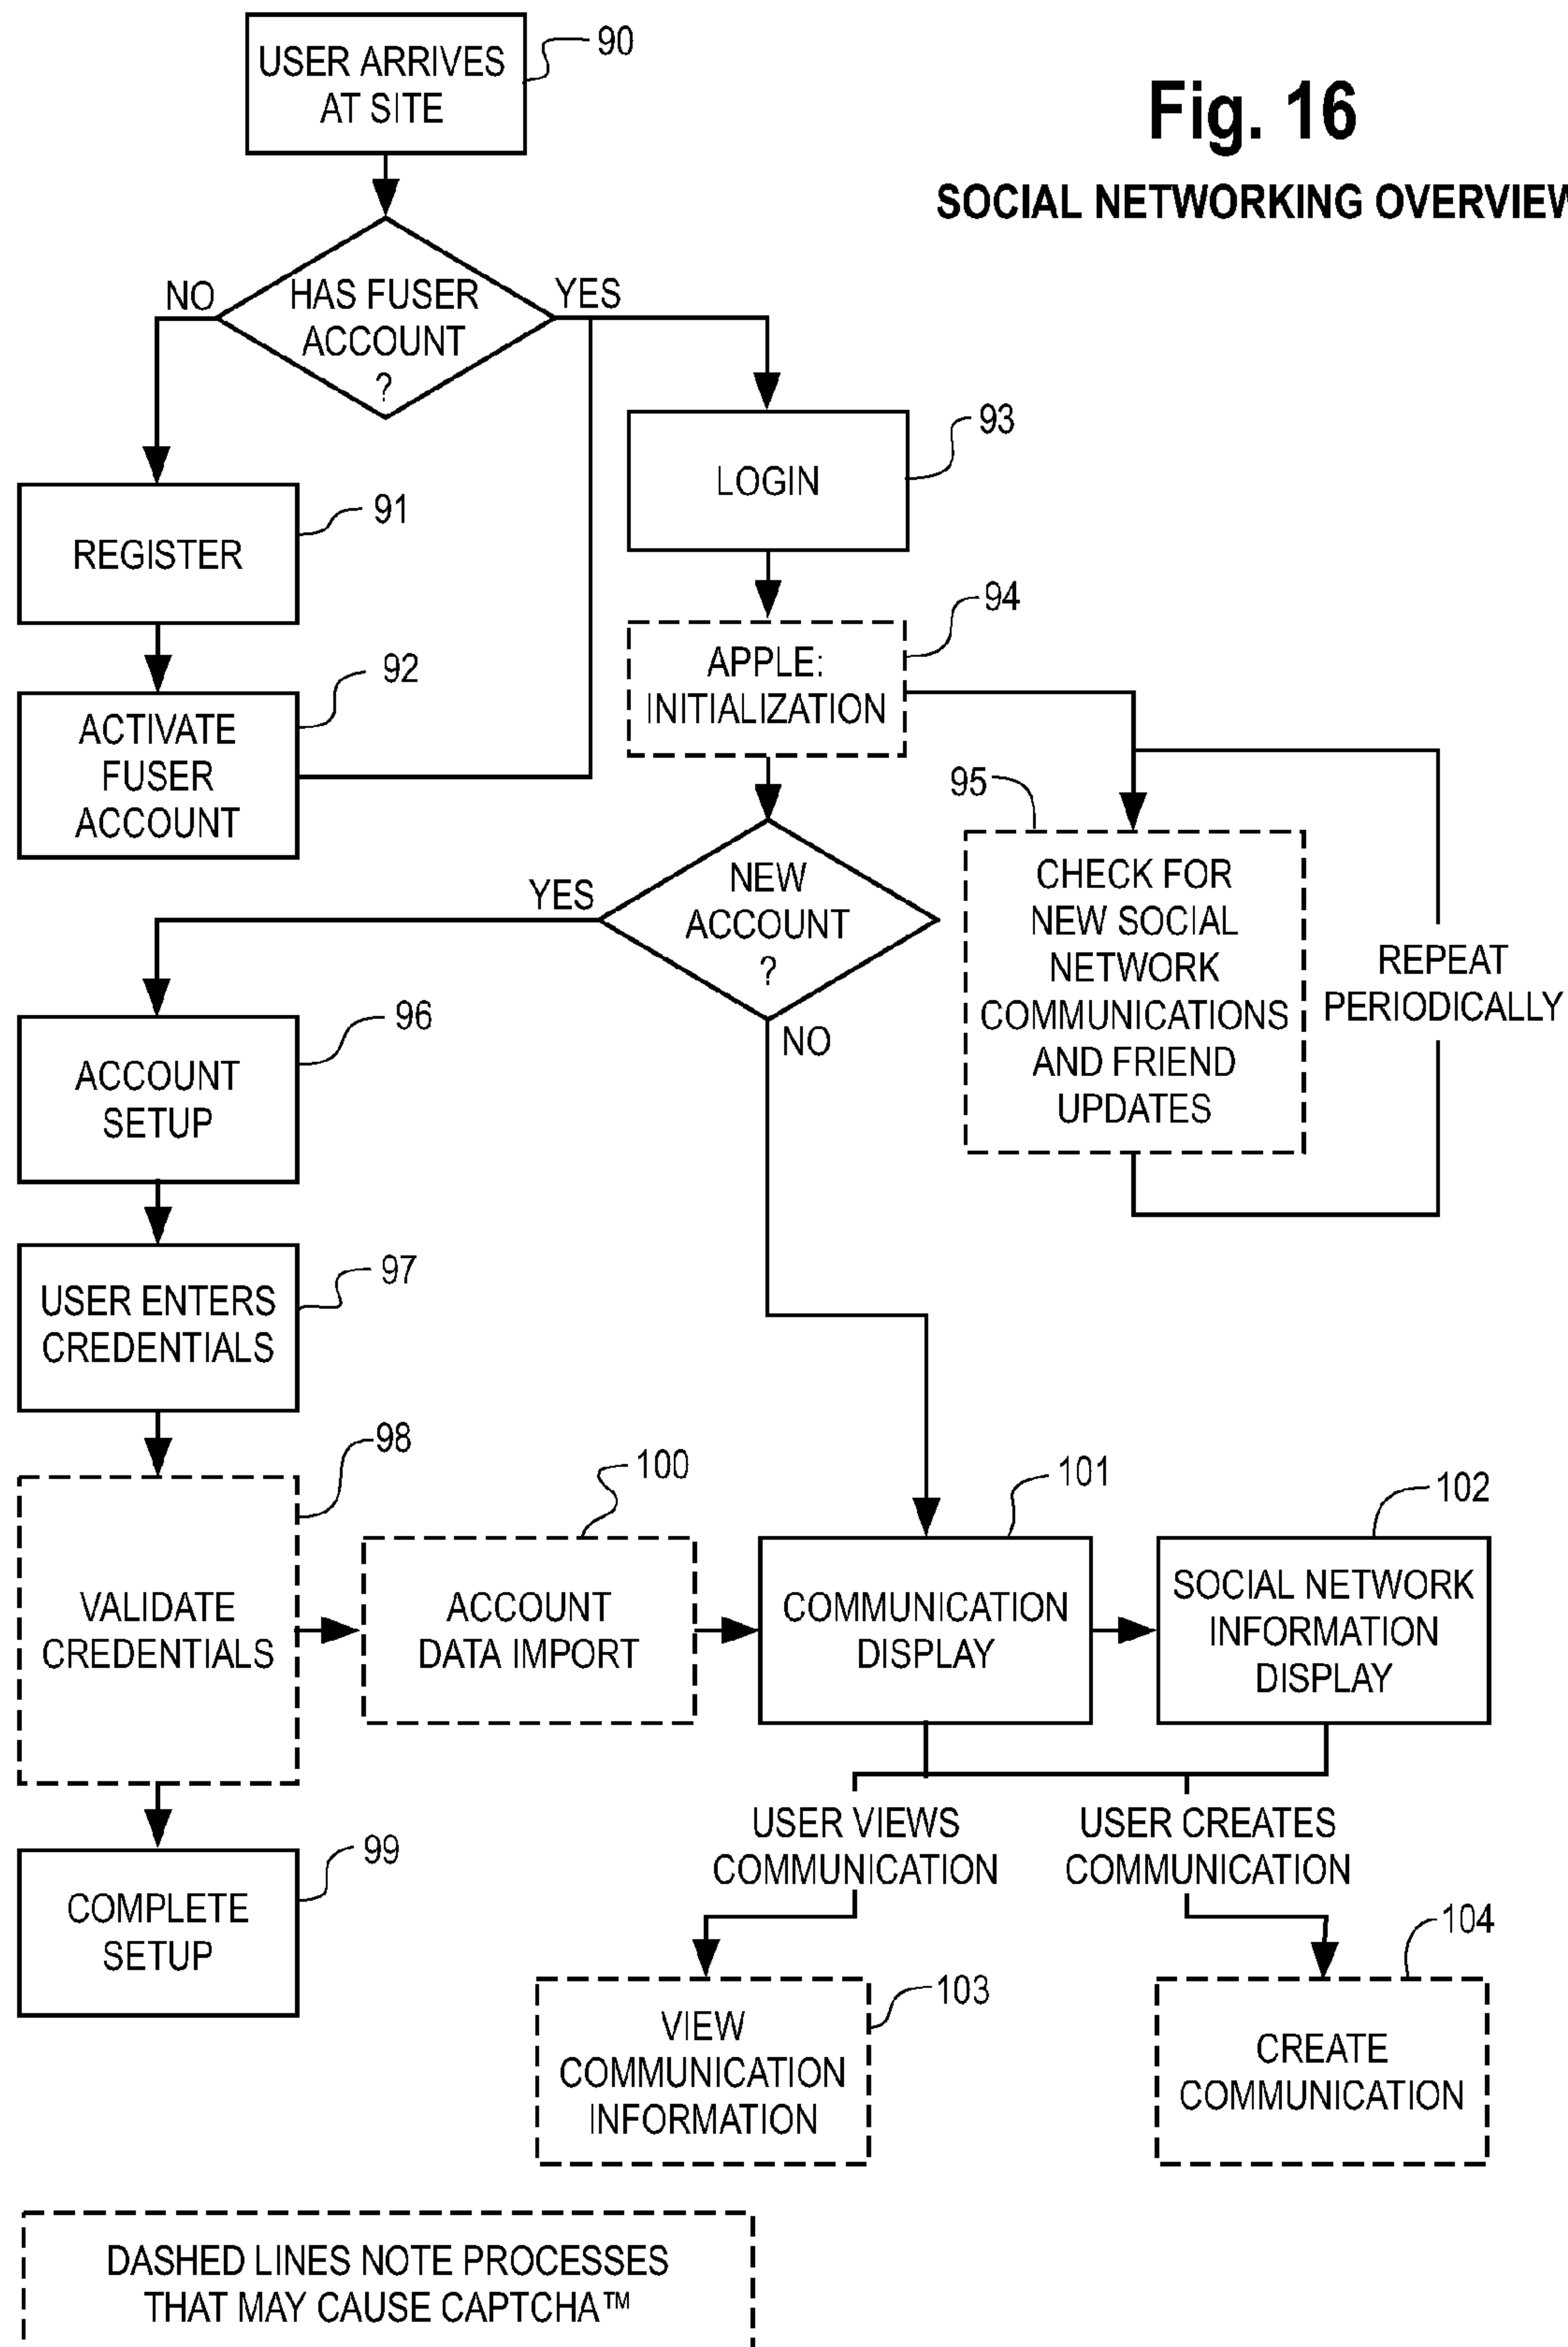 Fig. 16
SOCIAL NETWORKING OVERVIEW
USER ARRIVES
AT SITE
90
HAS FUSER
ACCOUNT
?
NO
YES
LOGIN
93
REGISTER
91
ACTIVATE
FUSER
ACCOUNT
92
APPLE:
INITIALIZATION
94
95
CHECK FOR
NEW SOCIAL
NETWORK
COMMUNICATIONS
AND FRIEND
UPDATES
REPEAT
PERIODICALLY
NEW
ACCOUNT
?
YES
NO
ACCOUNT
SETUP
96
USER ENTERS
CREDENTIALS
97
VALIDATE
CREDENTIALS
98
ACCOUNT
DATA IMPORT
100
COMMUNICATION
DISPLAY
101
SOCIAL NETWORK
INFORMATION
DISPLAY
102
COMPLETE
SETUP
99
USER VIEWS
COMMUNICATION
USER CREATES
COMMUNICATION
VIEW
COMMUNICATION
INFORMATION
103
CREATE
COMMUNICATION
104
DASHED LINES NOTE PROCESSES
THAT MAY CAUSE CAPTCHA™